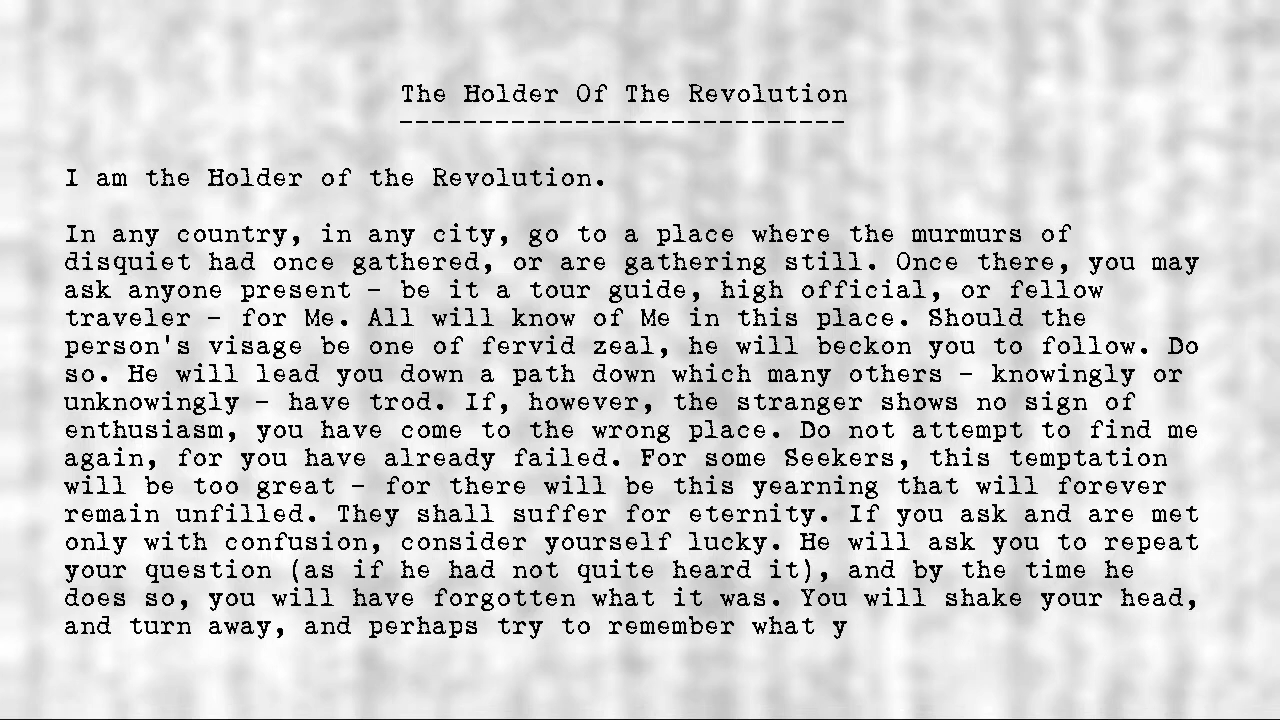 The Holder Of The Revolution
----------------------------
I am the Holder of the Revolution.
In any country, in any city, go to a place where the murmurs of
disquiet had once gathered, or are gathering still. Once there, you may
ask anyone present - be it a tour guide, high official, or fellow
traveler - for Me. All will know of Me in this place. Should the
person's visage be one of fervid zeal, he will beckon you to follow. Do
so. He will lead you down a path down which many others - knowingly or
unknowingly - have trod. If, however, the stranger shows no sign of
enthusiasm, you have come to the wrong place. Do not attempt to find me
again, for you have already failed. For some Seekers, this temptation
will be too great - for there will be this yearning that will forever
remain unfilled. They shall suffer for eternity. If you ask and are met
only with confusion, consider yourself lucky. He will ask you to repeat
your question (as if he had not quite heard it), and by the time he
does so, you will have forgotten what it was. You will shake your head,
and turn away, and perhaps try to remember what y